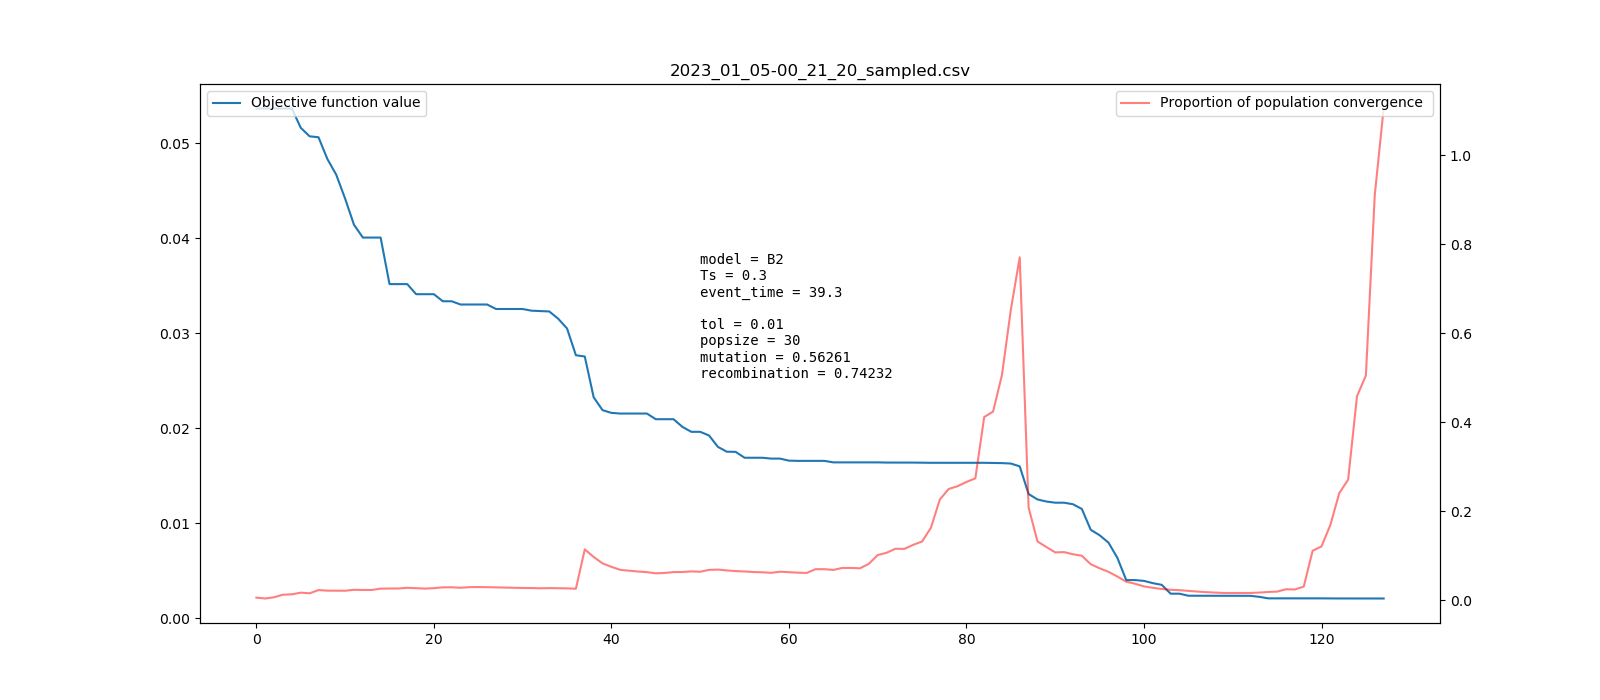 2023_01_05-00_21_20_sampled.csv
Objective function value
Proportion of population convergence
0.05
0.04
0.03
0.02
0.01
0.00
model = B2
Ts = 0.3
event_time = 39.3
tol = 0.01
popsize = 30
mutation = 0.56261
recombination = 0.74232
1.0
0.8
0.6
0.4
0.2
0.0
0 20 40 60 80 100 120